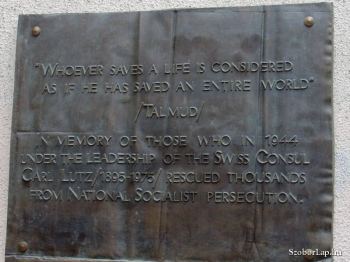 "Whoever saves a life is considered
as if he has saved an entire world"
/Talmud/
In memory of those who in 1944
under the leadership of the Swiss Consul
Carl Lutz /1895-1975/ rescued thousands
from National Socialist persecution.
SzoborLap.hu